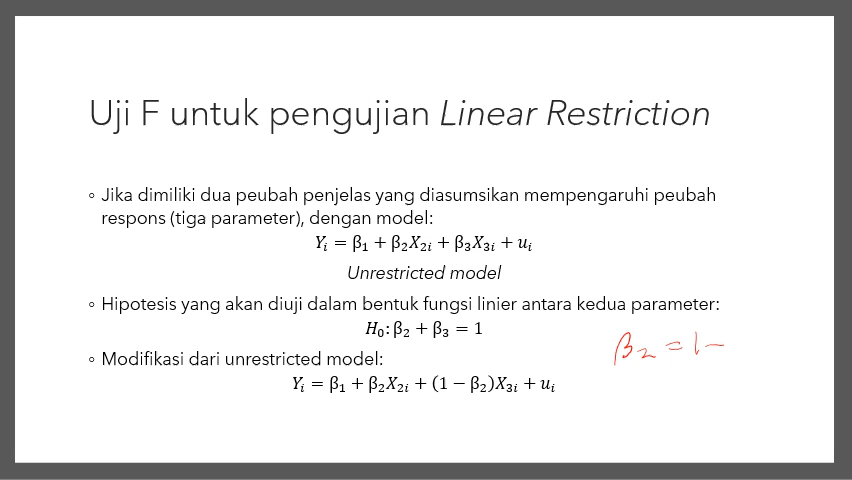 Uji F untuk pengujian Linear Restriction
◦ Jika dimiliki dua peubah penjelas yang diasumsikan mempengaruhi peubah
respons (tiga parameter), dengan model:
Yᵢ = β₁ + β₂X₂ᵢ + β₃X₃ᵢ + uᵢ
Unrestricted model
◦ Hipotesis yang akan diuji dalam bentuk fungsi linier antara kedua parameter:
H₀: β₂ + β₃ = 1
β₂ = 1 −
◦ Modifikasi dari unrestricted model:
Yᵢ = β₁ + β₂X₂ᵢ + (1 − β₂)X₃ᵢ + uᵢ